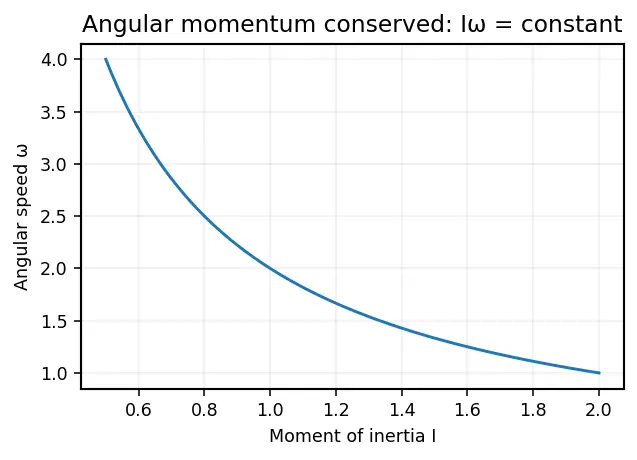 Angular momentum conserved: Iω = constant
4.0
3.5
3.0
2.5
2.0
1.5
1.0
Angular speed ω
0.6 0.8 1.0 1.2 1.4 1.6 1.8 2.0
Moment of inertia I